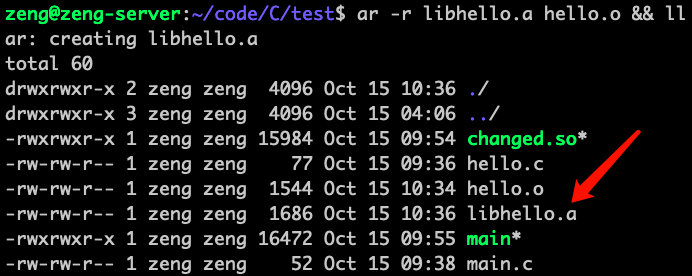 zeng@zeng-server:~/code/C/test$ ar -r libhello.a hello.o && ll
ar: creating libhello.a
total 60
drwxrwxr-x 2 zeng zeng  4096 Oct 15 10:36 ./
drwxrwxr-x 3 zeng zeng  4096 Oct 15 04:06 ../
-rwxrwxr-x 1 zeng zeng 15984 Oct 15 09:54 changed.so*
-rw-rw-r-- 1 zeng zeng    77 Oct 15 09:36 hello.c
-rw-rw-r-- 1 zeng zeng  1544 Oct 15 10:34 hello.o
-rw-rw-r-- 1 zeng zeng  1686 Oct 15 10:36 libhello.a
-rwxrwxr-x 1 zeng zeng 16472 Oct 15 09:55 main*
-rw-rw-r-- 1 zeng zeng    52 Oct 15 09:38 main.c